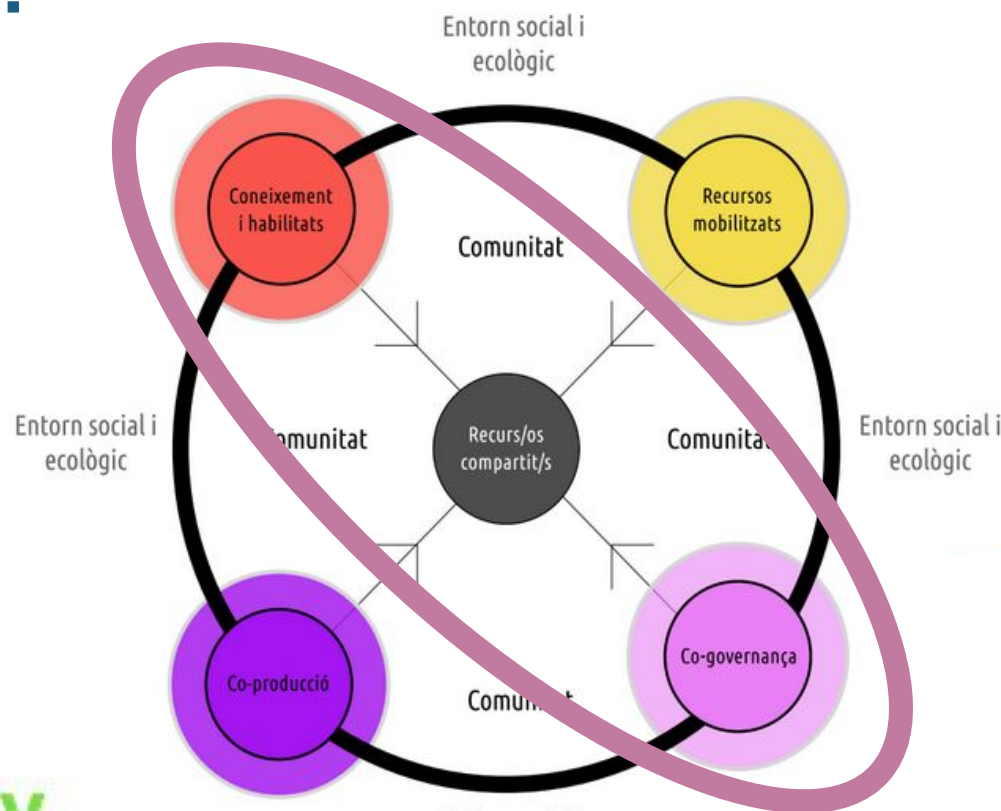 Entorn social i
ecològic
Coneixement
i habilitats
Recursos
mobilitzats
Comunitat
Entorn social i
ecològic
Recurs/os
compartit/s
Comunitat
Entorn social i
ecològic
Co-producció
Co-governança